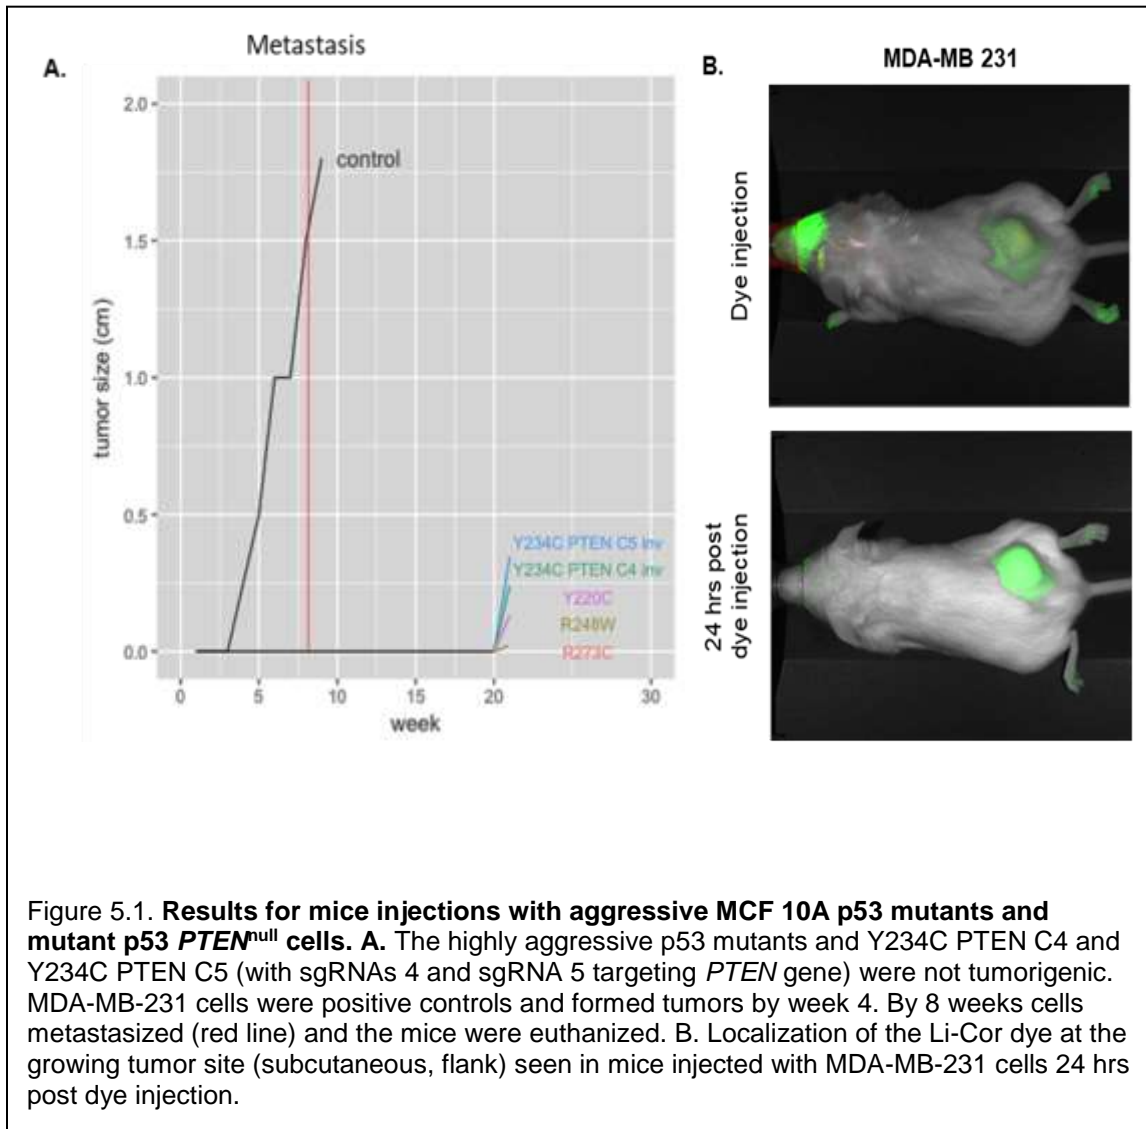 Metastasis
A.
2.0
1.5
1.0
0.5
0.0
tumor size (cm)
control
Y234C PTEN C5 inv
Y234C PTEN C4 inv
Y220C
R248W
R273C
0 5 10 15 20 30
week
B.
MDA-MB 231
Dye injection
24 hrs post
dye injection
Figure 5.1. Results for mice injections with aggressive MCF 10A p53 mutants and
mutant p53 PTENnull cells. A. The highly aggressive p53 mutants and Y234C PTEN C4 and
Y234C PTEN C5 (with sgRNAs 4 and sgRNA 5 targeting PTEN gene) were not tumorigenic.
MDA-MB-231 cells were positive controls and formed tumors by week 4. By 8 weeks cells
metastasized (red line) and the mice were euthanized. B. Localization of the Li-Cor dye at the
growing tumor site (subcutaneous, flank) seen in mice injected with MDA-MB-231 cells 24 hrs
post dye injection.